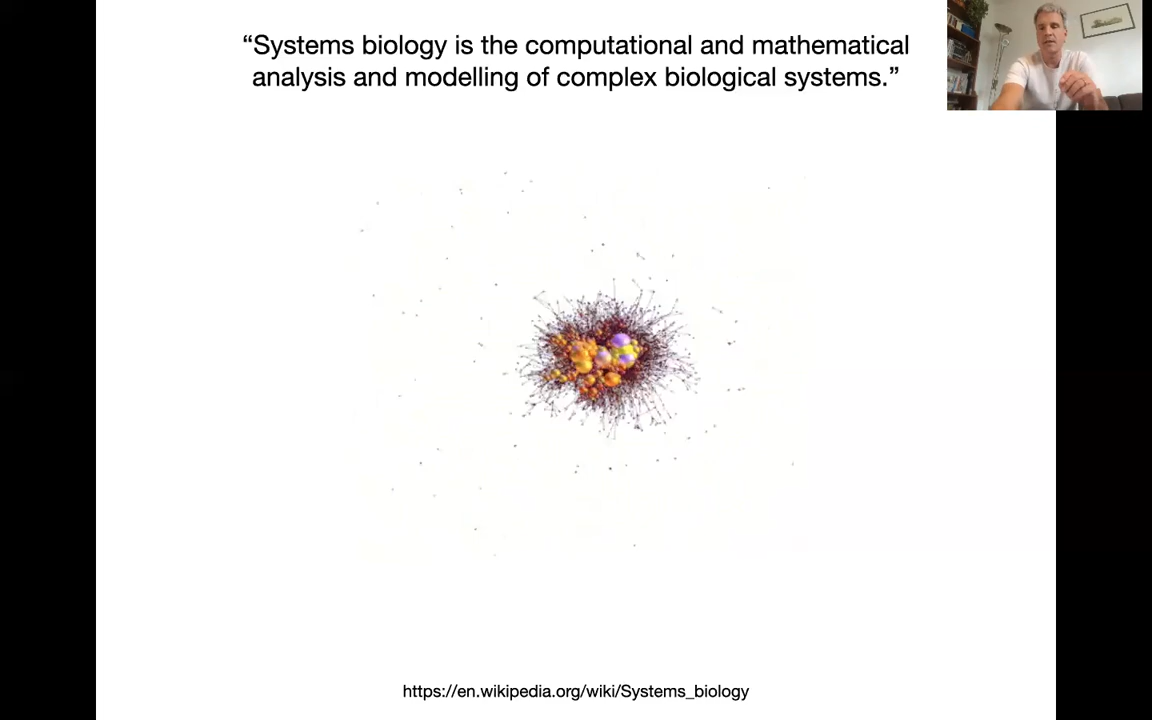 “Systems biology is the computational and mathematical
analysis and modelling of complex biological systems.”
https://en.wikipedia.org/wiki/Systems_biology